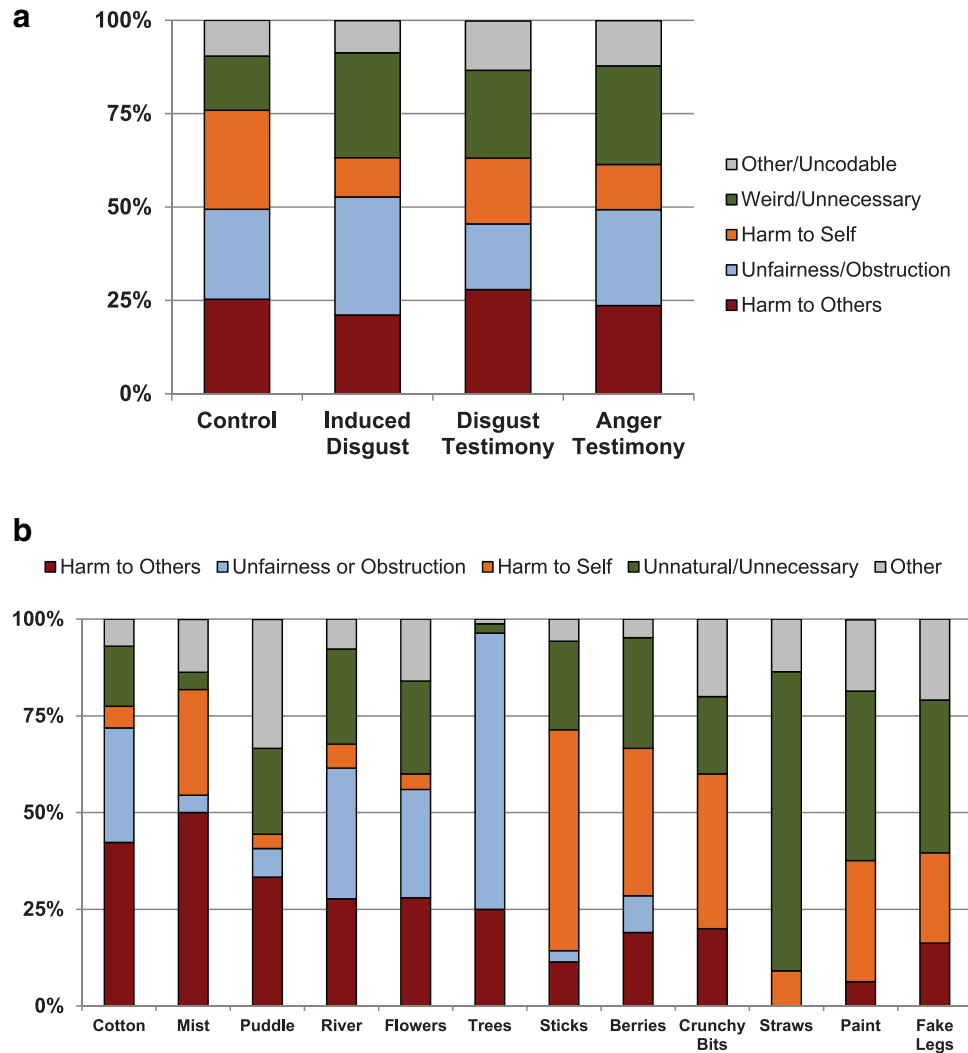 a
100%
75%
50%
25%
0%
Control
Induced
Disgust
Disgust
Testimony
Anger
Testimony
Other/Uncodable
Weird/Unnecessary
Harm to Self
Unfairness/Obstruction
Harm to Others
b
Harm to Others Unfairness or Obstruction Harm to Self Unnatural/Unnecessary Other
100%
75%
50%
25%
0%
Cotton Mist Puddle River Flowers Trees Sticks Berries Crunchy Bits Straws Paint Fake Legs